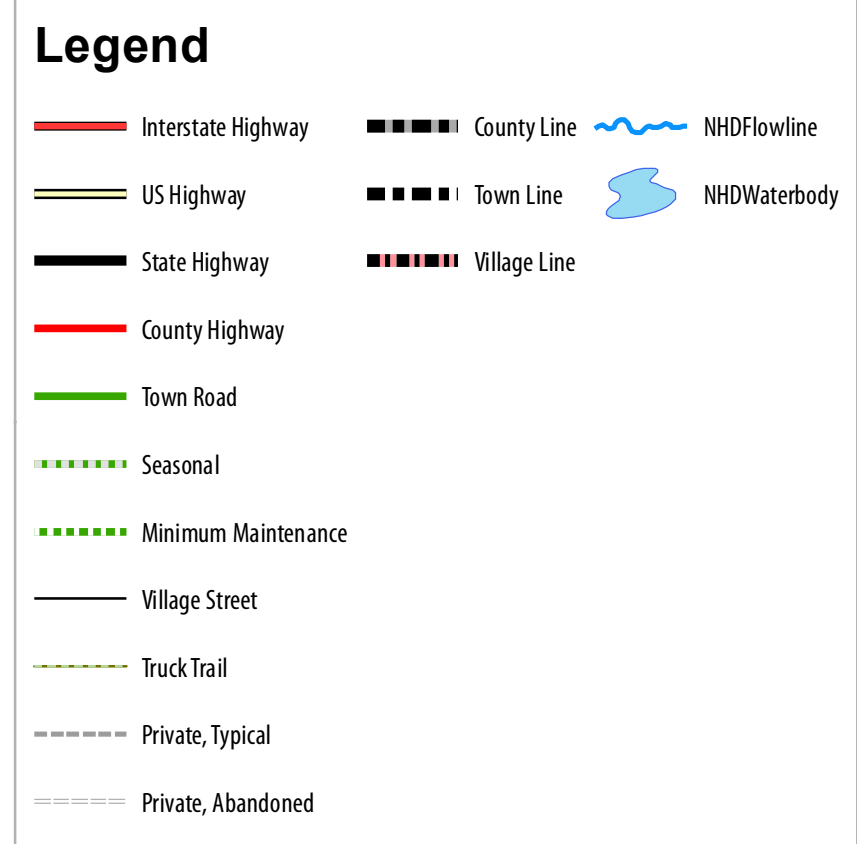 Legend
Interstate Highway
US Highway
State Highway
County Highway
Town Road
Seasonal
Minimum Maintenance
Village Street
Truck Trail
Private, Typical
Private, Abandoned
County Line
Town Line
Village Line
NHDFlowline
NHDWaterbody